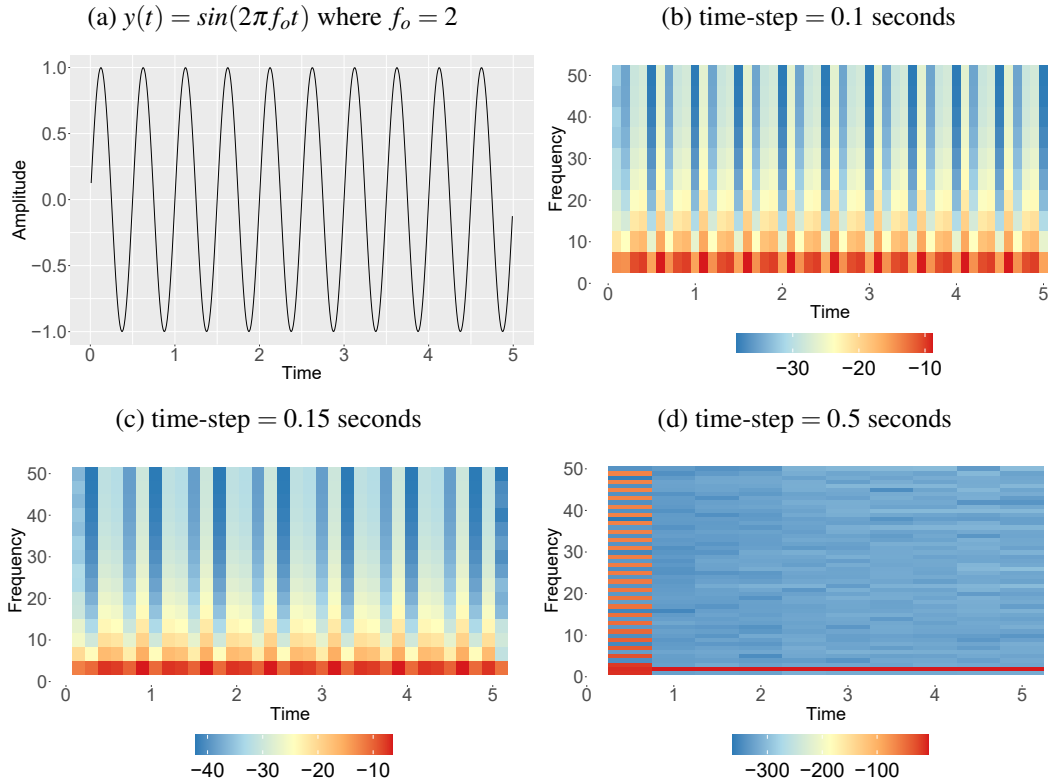 (a) y(t) = sin(2πfₒt) where fₒ = 2
1.0
0.5
0.0
−0.5
−1.0
Amplitude
0 1 2 3 4 5
Time
(b) time-step = 0.1 seconds
50
40
30
20
10
0
Frequency
0 1 2 3 4 5
Time
−30 −20 −10
(c) time-step = 0.15 seconds
50
40
30
20
10
0
Frequency
0 1 2 3 4 5
Time
−40 −30 −20 −10
(d) time-step = 0.5 seconds
50
40
30
20
10
0
Frequency
0 1 2 3 4 5
Time
−300 −200 −100